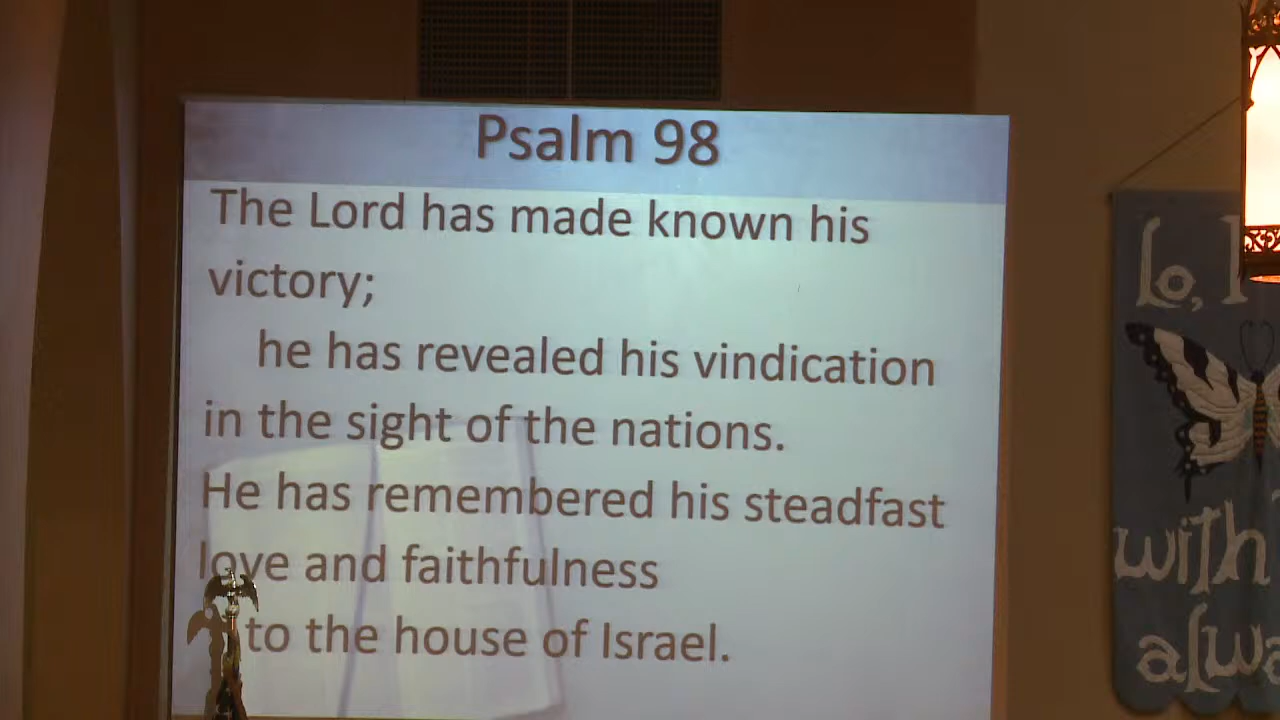 Psalm 98
The Lord has made known his
victory;
he has revealed his vindication
in the sight of the nations.
He has remembered his steadfast
love and faithfulness
to the house of Israel.
Lo, I
with